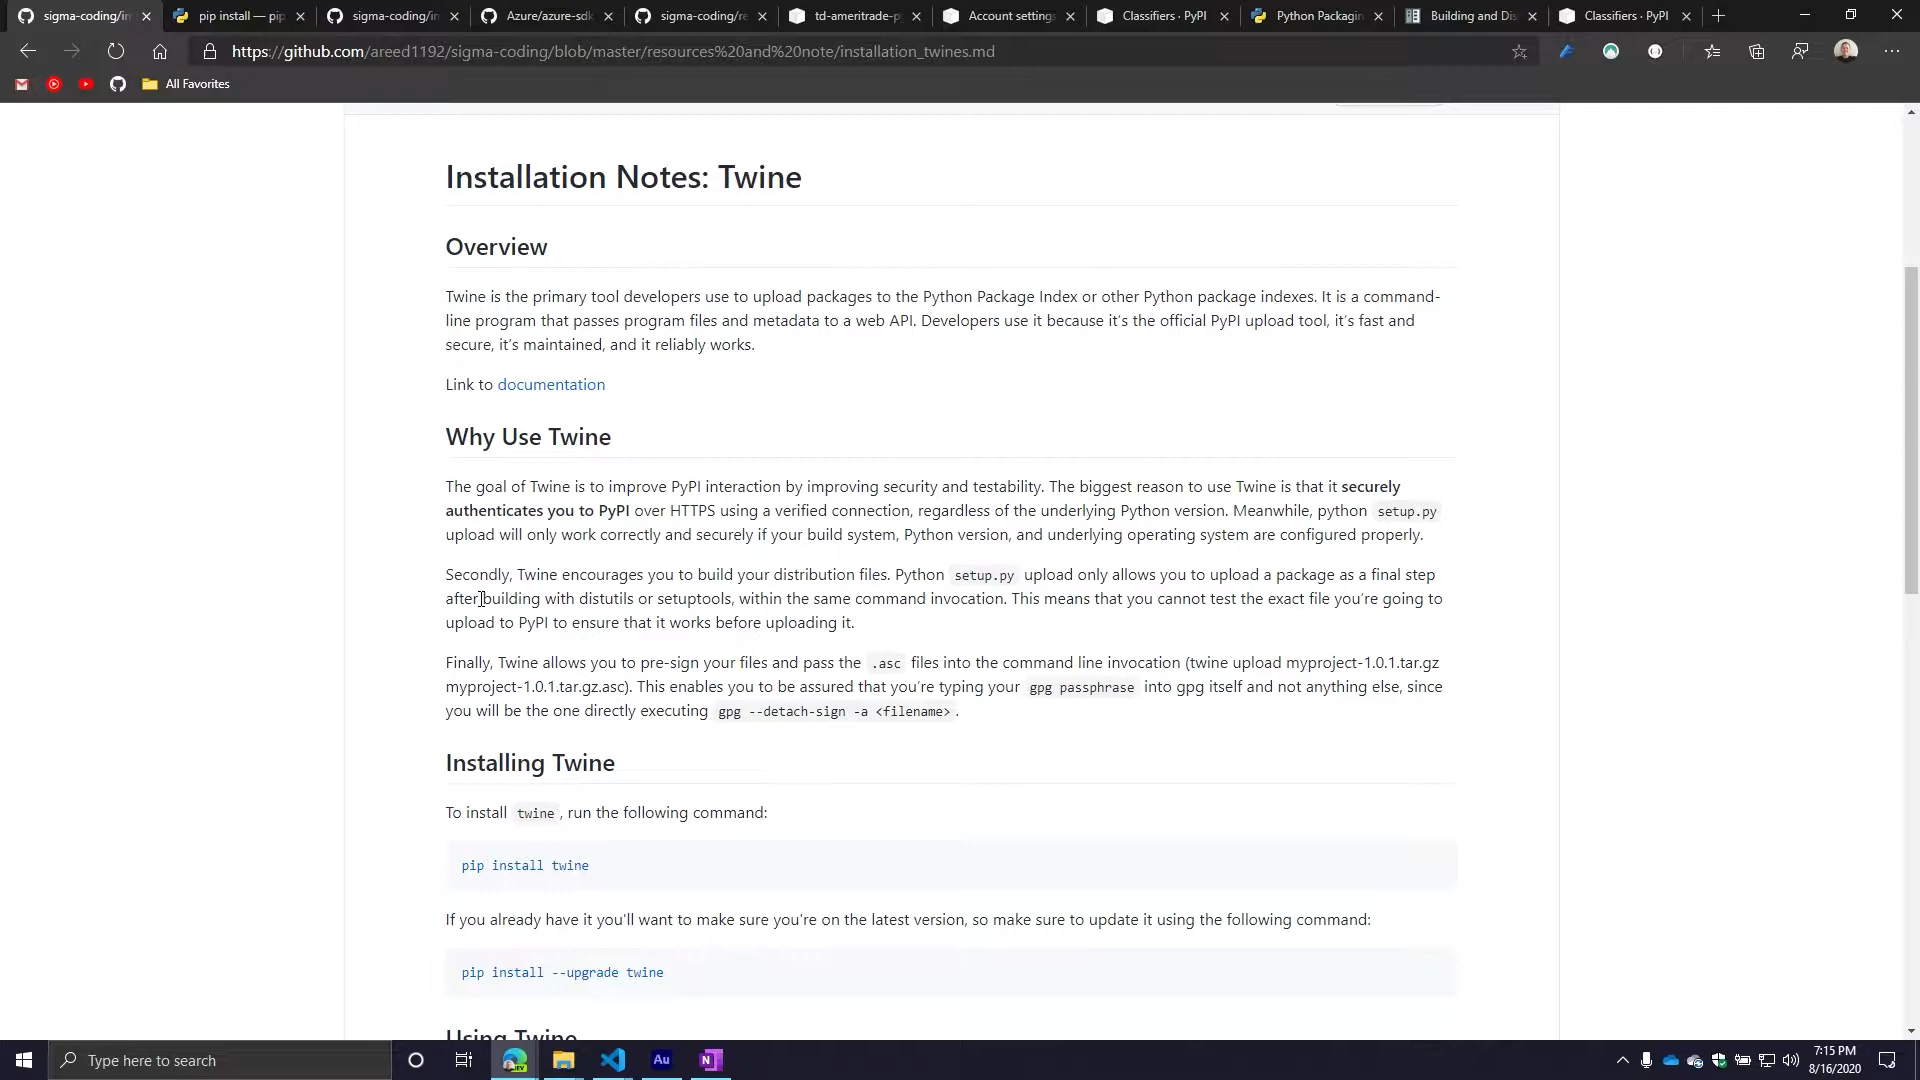 sigma-coding/in
pip install — pip
sigma-coding/in
Azure/azure-sdk
sigma-coding/re
td-ameritrade-p
Account settings
Classifiers · PyPI
Python Packagin
Building and Dis
Classifiers · PyPI
https://github.com/areed1192/sigma-coding/blob/master/resources%20and%20note/installation_twines.md
All Favorites
Installation Notes: Twine
Overview
Twine is the primary tool developers use to upload packages to the Python Package Index or other Python package indexes. It is a command-
line program that passes program files and metadata to a web API. Developers use it because it's the official PyPI upload tool, it's fast and
secure, it's maintained, and it reliably works.
Link to documentation
Why Use Twine
The goal of Twine is to improve PyPI interaction by improving security and testability. The biggest reason to use Twine is that it securely
authenticates you to PyPI over HTTPS using a verified connection, regardless of the underlying Python version. Meanwhile, python setup.py
upload will only work correctly and securely if your build system, Python version, and underlying operating system are configured properly.
Secondly, Twine encourages you to build your distribution files. Python setup.py upload only allows you to upload a package as a final step
after building with distutils or setuptools, within the same command invocation. This means that you cannot test the exact file you're going to
upload to PyPI to ensure that it works before uploading it.
Finally, Twine allows you to pre-sign your files and pass the .asc files into the command line invocation (twine upload myproject-1.0.1.tar.gz
myproject-1.0.1.tar.gz.asc). This enables you to be assured that you're typing your gpg passphrase into gpg itself and not anything else, since
you will be the one directly executing gpg --detach-sign -a <filename> .
Installing Twine
To install twine , run the following command:
pip install twine
If you already have it you'll want to make sure you're on the latest version, so make sure to update it using the following command:
pip install --upgrade twine
Using Twine
Type here to search
Au
N
7:15 PM
8/16/2020